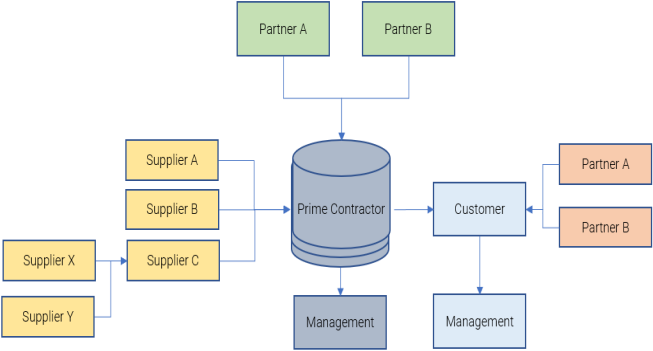 Partner A
Partner B
Supplier A
Partner A
Supplier B
Prime Contractor
Customer
Partner B
Supplier X
Supplier C
Supplier Y
Management
Management